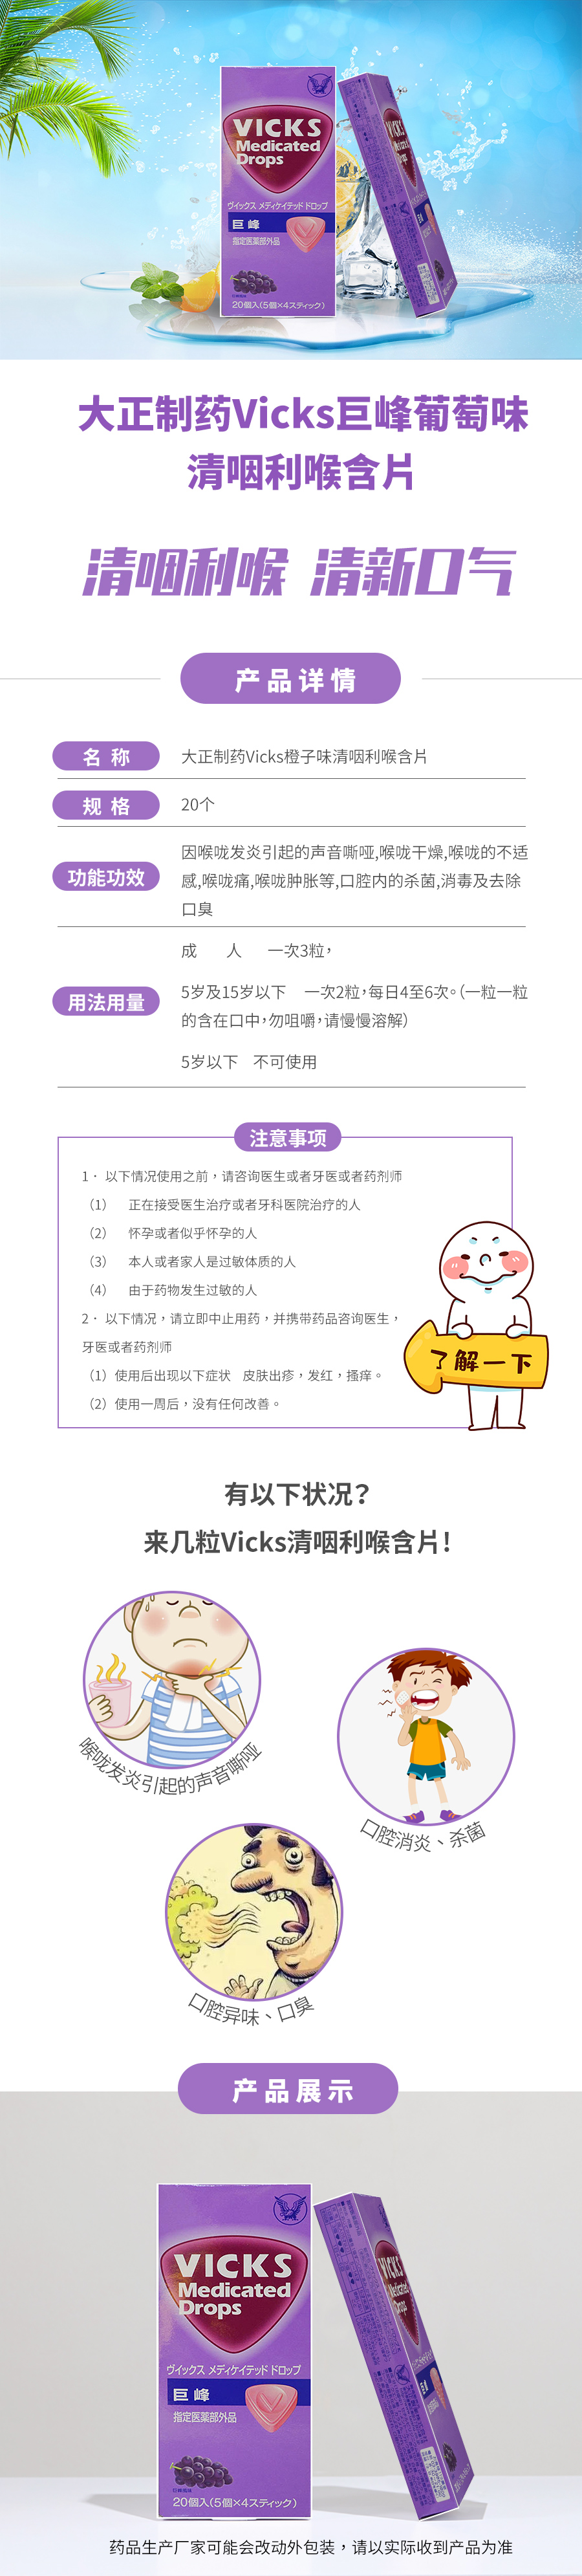 VICKS
Medicated
Drops
ヴイックス メディケイテッド ドロップ
巨峰
指定医薬部外品
20個入(5個×4スティック)
VICKS
Medicated
Drops
大正制药Vicks巨峰葡萄味
清咽利喉含片
清咽利喉 清新口气
产品详情
名 称
大正制药Vicks橙子味清咽利喉含片
规 格
20个
功能功效
因喉咙发炎引起的声音嘶哑,喉咙干燥,喉咙的不适
感,喉咙痛,喉咙肿胀等,口腔内的杀菌,消毒及去除
口臭
用法用量
成 人 一次3粒，
5岁及15岁以下 一次2粒，每日4至6次。（一粒一粒
的含在口中，勿咀嚼，请慢慢溶解）
5岁以下 不可使用
注意事项
1． 以下情况使用之前，请咨询医生或者牙医或者药剂师
（1） 正在接受医生治疗或者牙科医院治疗的人
（2） 怀孕或者似乎怀孕的人
（3） 本人或者家人是过敏体质的人
（4） 由于药物发生过敏的人
2．以下情况，请立即中止用药，并携带药品咨询医生，
牙医或者药剂师
（1）使用后出现以下症状 皮肤出疹，发红，搔痒。
（2）使用一周后，没有任何改善。
了解一下
有以下状况？
来几粒Vicks清咽利喉含片！
喉咙发炎引起的声音嘶哑
口腔消炎、杀菌
口腔异味、口臭
产品展示
VICKS
Medicated
Drops
ヴイックス メディケイテッド ドロップ
巨峰
指定医薬部外品
20個入(5個×4スティック)
VICKS
Medicated
Drops
巨峰
药品生产厂家可能会改动外包装，请以实际收到产品为准